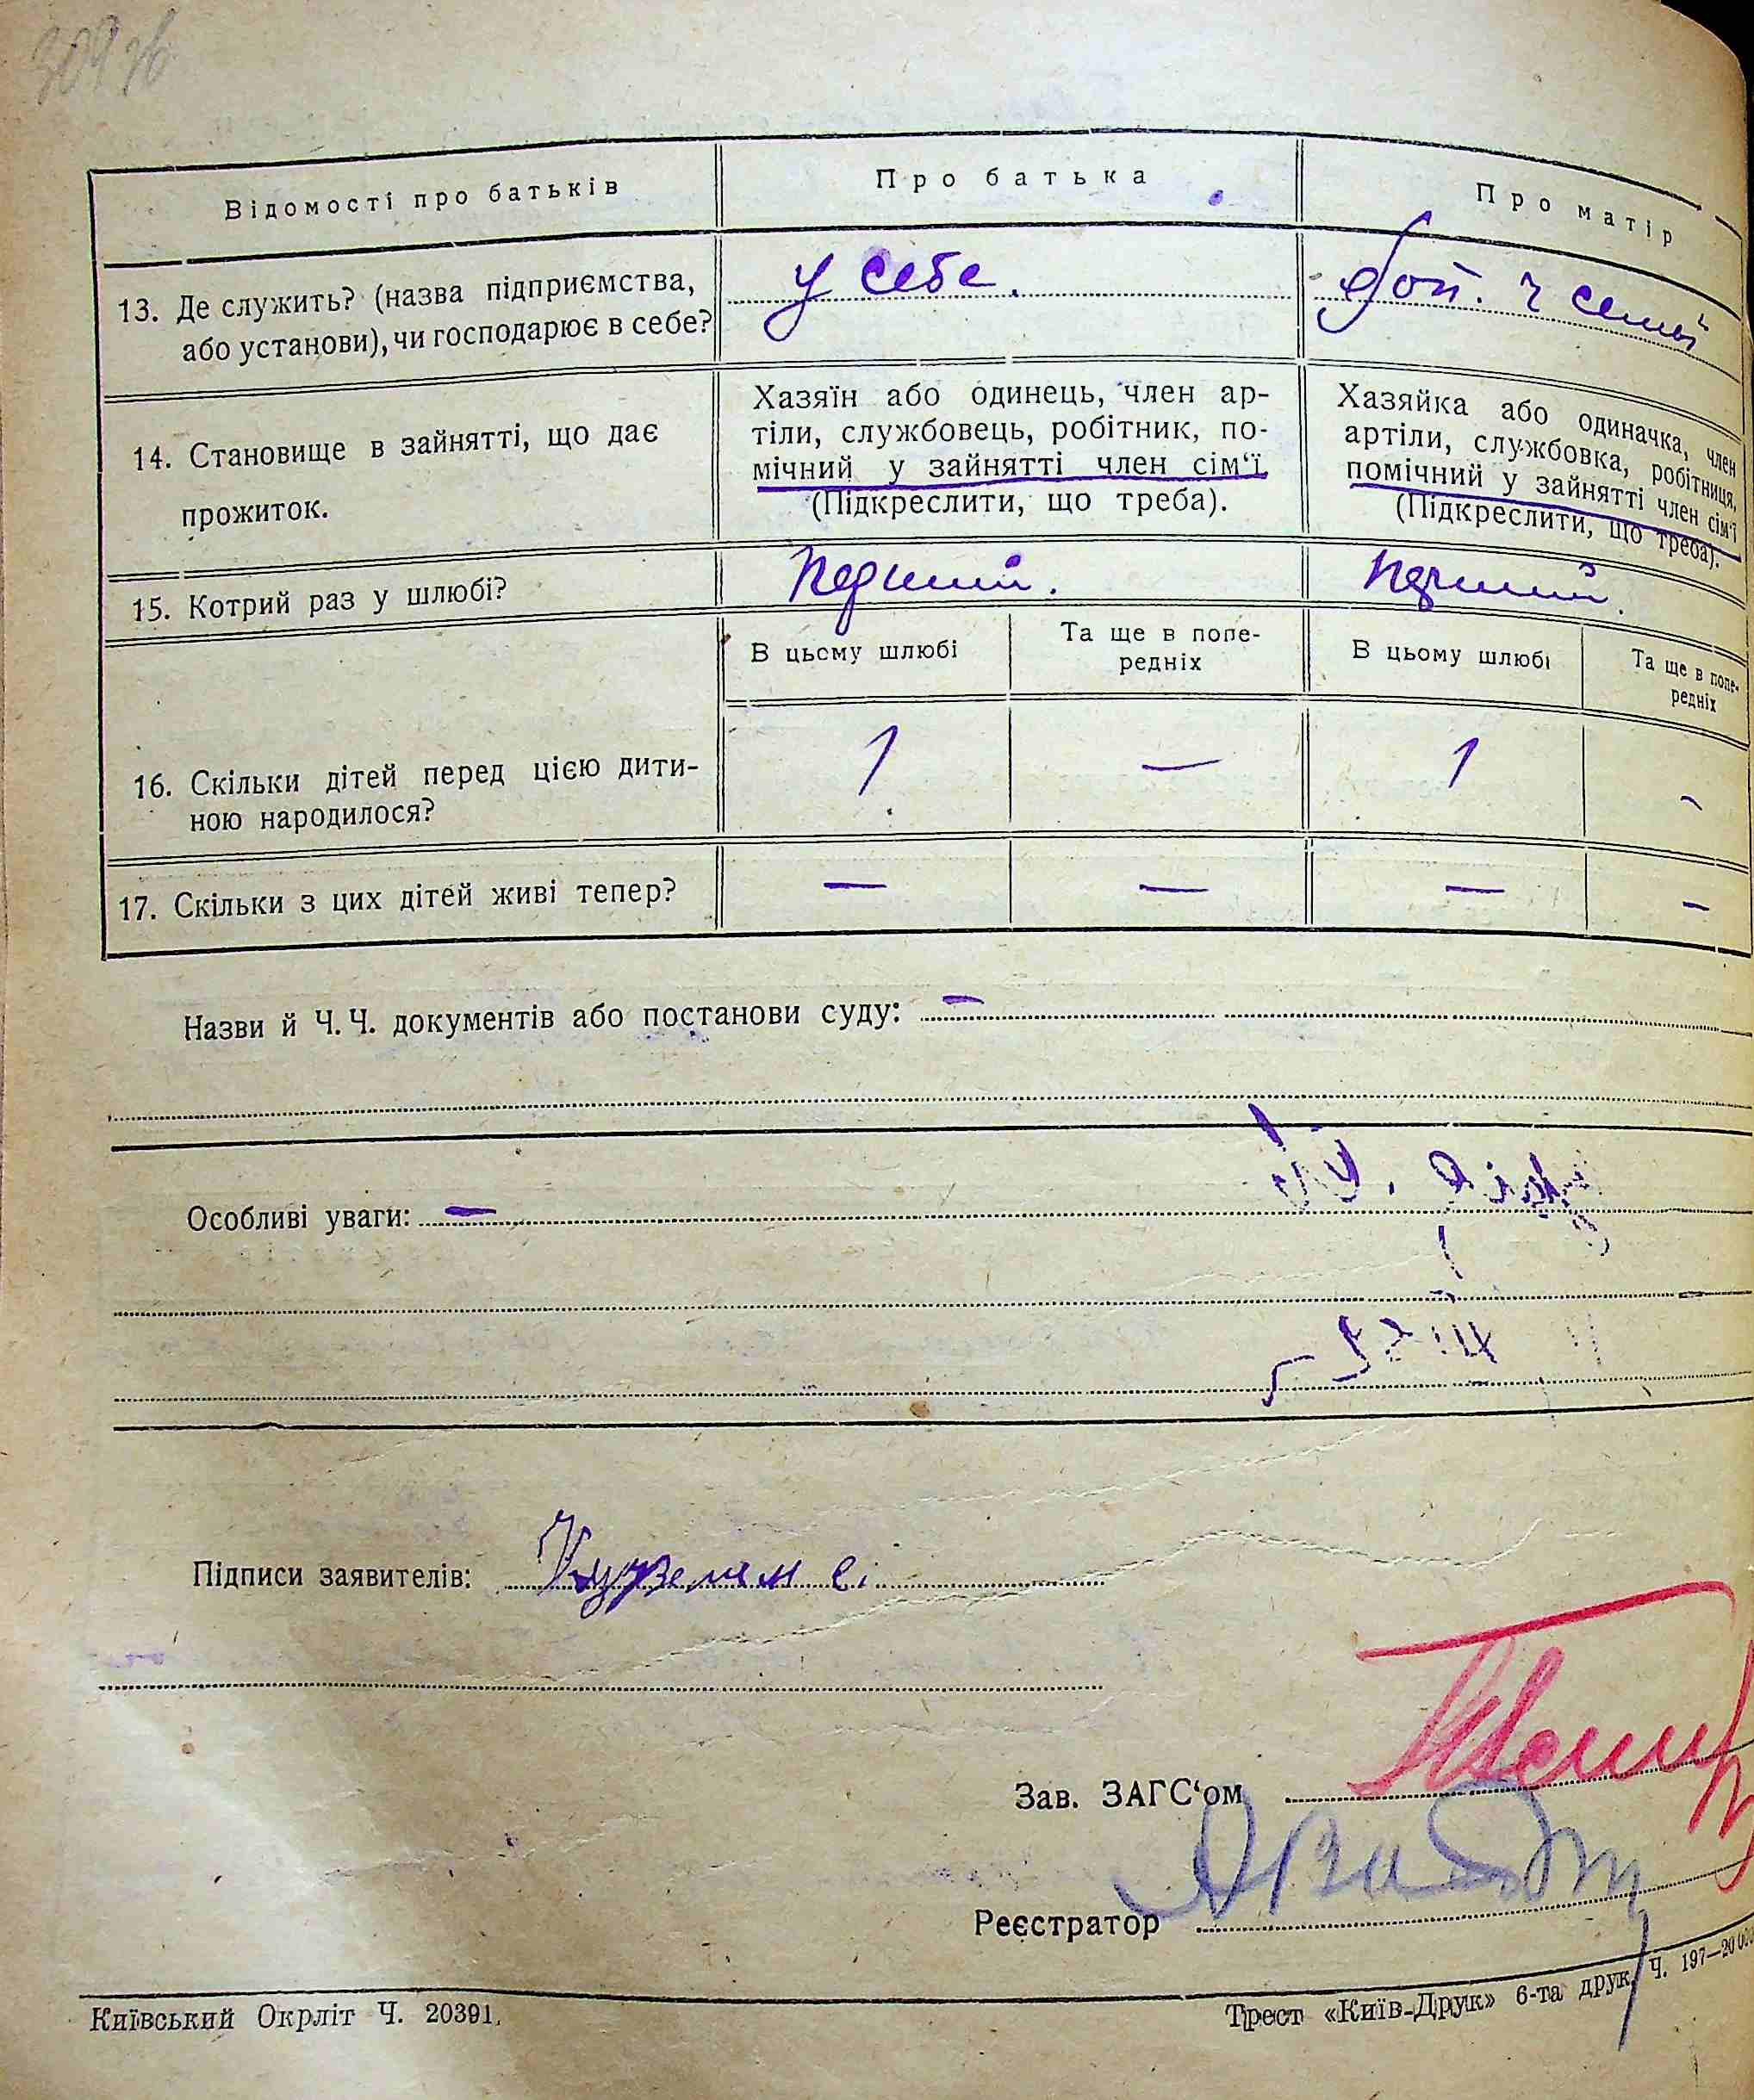 Відомості про батьків
Про батька
Про матір
13. Де служить? (назва підприємства,
або установи), чи господарює в себе?
у себе.
14. Становище в зайнятті, що дає
прожиток.
Хазяїн або одинець, член ар-
тіли, службовець, робітник, по-
мічний у зайнятті член сім‘ї
(Підкреслити, що треба).
Хазяйка або одиначка, член
артіли, службовка, робітниця,
помічний у зайнятті член сім‘ї
(Підкреслити, що треба).
15. Котрий раз у шлюбі?
Перший.
Перший.
В цьому шлюбі
Та ще в попе-
редніх
В цьому шлюбі
Та ще в попе-
редніх
16. Скільки дітей перед цією дити-
ною народилося?
1
—
1
—
17. Скільки з цих дітей живі тепер?
—
—
—
—
Назви й Ч. Ч. документів або постанови суду: —
Особливі уваги: —
Підписи заявителів:
Зав. ЗАГС‘ом
Реєстратор
Київський Окрліт Ч. 20391.
Трест «Київ-Друк» 6-та друк. Ч. 197—20 000